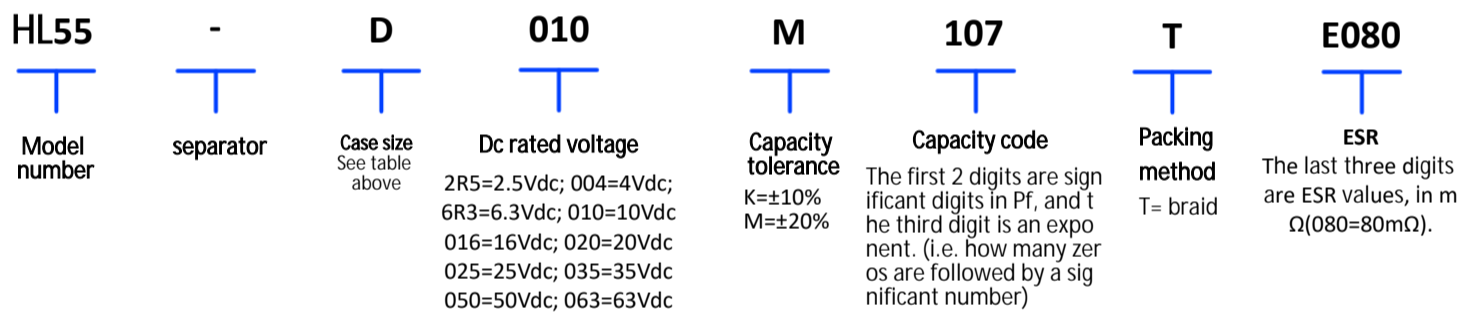 HL55 - D 010 M 107 T E080
Model
number
separator
Case size
See table
above
Dc rated voltage
2R5=2.5Vdc; 004=4Vdc;
6R3=6.3Vdc; 010=10Vdc
016=16Vdc; 020=20Vdc
025=25Vdc; 035=35Vdc
050=50Vdc; 063=63Vdc
Capacity
tolerance
K=±10%
M=±20%
Capacity code
The first 2 digits are sign
ificant digits in Pf, and t
he third digit is an expo
nent. (i.e. how many zer
os are followed by a sig
nificant number)
Packing
method
T= braid
ESR
The last three digits
are ESR values, in m
Ω(080=80mΩ).